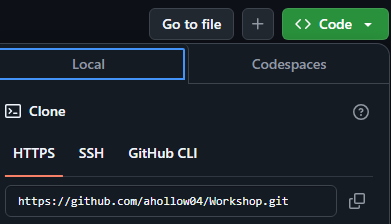 Go to file + <> Code
Local Codespaces
Clone
HTTPS SSH GitHub CLI
https://github.com/ahollow04/Workshop.git